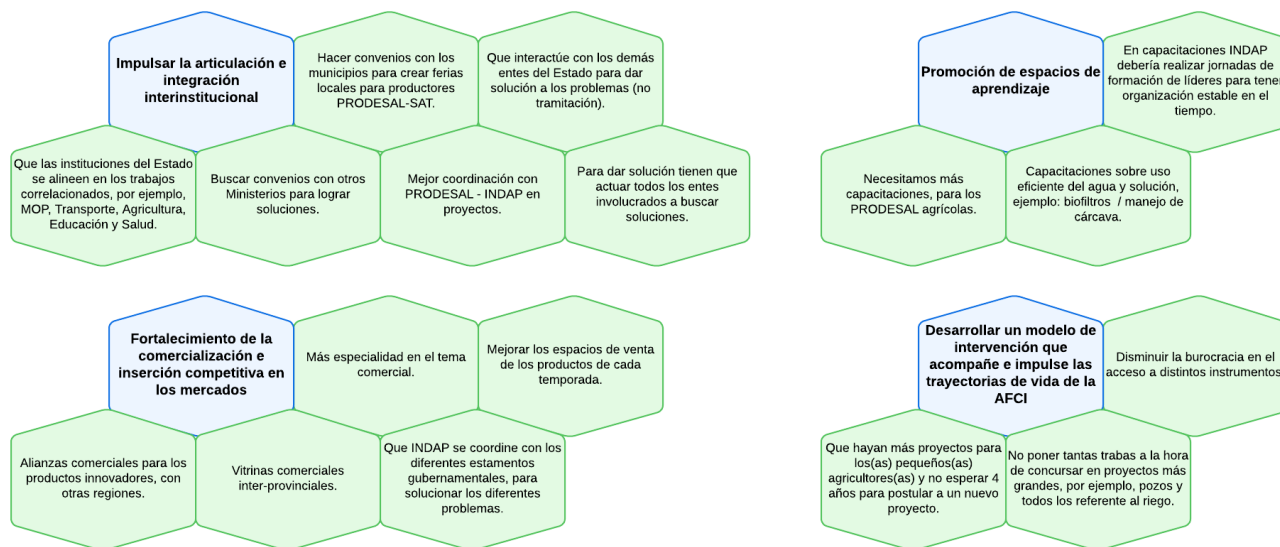 Impulsar la articulación e
integración
interinstitucional
Hacer convenios con los
municipios para crear ferias
locales para productores
PRODESAL-SAT.
Que interactúe con los demás
entes del Estado para dar
solución a los problemas (no
tramitación).
Que las instituciones del Estado
se alineen en los trabajos
correlacionados, por ejemplo,
MOP, Transporte, Agricultura,
Educación y Salud.
Buscar convenios con otros
Ministerios para lograr
soluciones.
Mejor coordinación con
PRODESAL - INDAP en
proyectos.
Para dar solución tienen que
actuar todos los entes
involucrados a buscar
soluciones.
Promoción de espacios de
aprendizaje
En capacitaciones INDAP
debería realizar jornadas de
formación de líderes para tener
organización estable en el
tiempo.
Necesitamos más
capacitaciones, para los
PRODESAL agrícolas.
Capacitaciones sobre uso
eficiente del agua y solución,
ejemplo: biofiltros / manejo de
cárcava.
Fortalecimiento de la
comercialización e
inserción competitiva en
los mercados
Más especialidad en el tema
comercial.
Mejorar los espacios de venta
de los productos de cada
temporada.
Alianzas comerciales para los
productos innovadores, con
otras regiones.
Vitrinas comerciales
inter-provinciales.
Que INDAP se coordine con los
diferentes estamentos
gubernamentales, para
solucionar los diferentes
problemas.
Desarrollar un modelo de
intervención que
acompañe e impulse las
trayectorias de vida de la
AFCI
Disminuir la burocracia en el
acceso a distintos instrumentos
Que hayan más proyectos para
los(as) pequeños(as)
agricultores(as) y no esperar 4
años para postular a un nuevo
proyecto.
No poner tantas trabas a la hora
de concursar en proyectos más
grandes, por ejemplo, pozos y
todos los referente al riego.